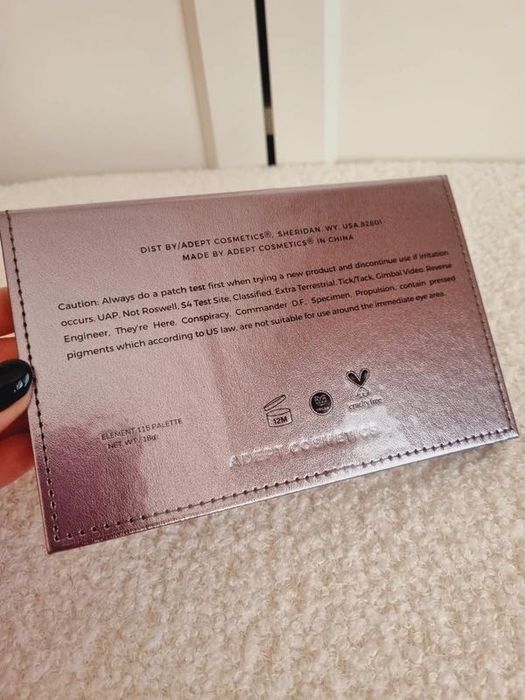 DIST BY/ADEPT COSMETICS®, SHERIDAN. WY. USA.82801
MADE BY ADEPT COSMETICS® IN CHINA
Caution: Always do a patch test first when trying a new product and discontinue use if irritation
occurs. UAP, Not Roswell, S4 Test Site, Classified, Extra Terrestrial, Tick/Tack, Gimbal Video, Reverse
Engineer, They're Here, Conspiracy, Commander D.F. Specimen, Propulsion, contain pressed
pigments which according to US law, are not suitable for use around the immediate eye area.
12M
cruelty free
ELEMENT 115 PALETTE
NET WT/18g
ADEPT COSMETICS